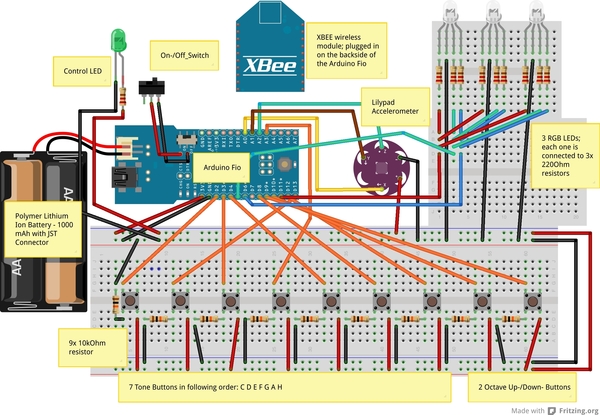 On-/Off_Switch
XBee
XBEE wireless
module; plugged in
on the backside of
the Arduino Fio
Control LED
Lilypad
Accelerometer
3 RGB LEDs;
each one is
connected to 3x
220Ohm
resistors
Arduino Fio
AA
Polymer Lithium
Ion Battery - 1000
mAh with JST
Connector
AA
9x 10kOhm
resistor
7 Tone Buttons in following order: C D E F G A H
2 Octave Up-/Down- Buttons
Made with Fritzing.org